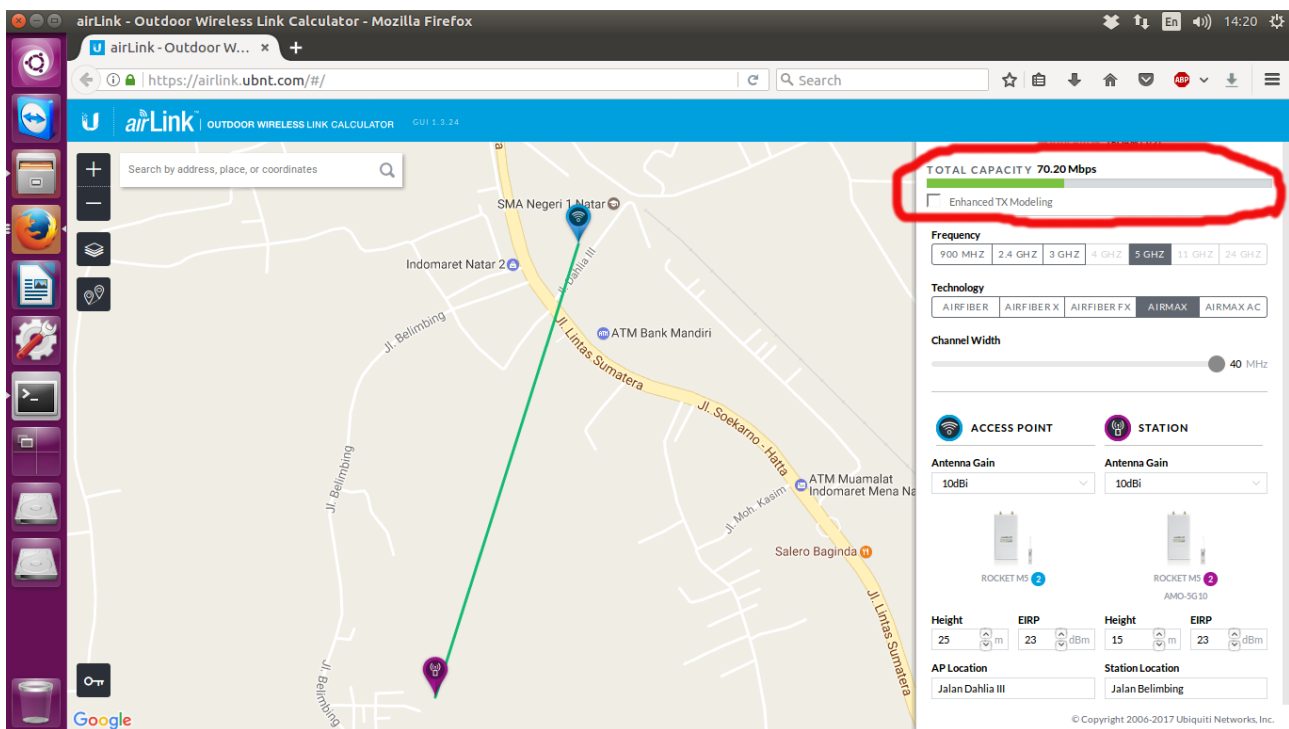 airLink - Outdoor Wireless Link Calculator - Mozilla Firefox
En
14:20
airLink - Outdoor W...
https://airlink.ubnt.com/#/
Search
ABP
airLink™ | OUTDOOR WIRELESS LINK CALCULATOR GUI 1.3.24
Search by address, place, or coordinates
SMA Negeri 1 Natar
Indomaret Natar 2
Jl. Dahlia III
Jl. Belimbing
ATM Bank Mandiri
Jl. Lintas Sumatera
Jl. Soekarno - Hatta
Jl. Belimbing
ATM Muamalat
Indomaret Mena Na
Jl. Moh. Kasim
Salero Baginda
Jl. Lintas Sumatera
Jl. Belimbing
Google
TOTAL CAPACITY 70.20 Mbps
Enhanced TX Modeling
Frequency
900 MHZ 2.4 GHZ 3 GHZ 4 GHZ 5 GHZ 11 GHZ 24 GHZ
Technology
AIRFIBER AIRFIBER X AIRFIBER FX AIRMAX AIRMAX AC
Channel Width
40 MHz
ACCESS POINT STATION
Antenna Gain Antenna Gain
10dBi 10dBi
ROCKET M5 2 ROCKET M5 2
AMO-5G10
Height EIRP Height EIRP
25 m 23 dBm 15 m 23 dBm
AP Location Station Location
Jalan Dahlia III Jalan Belimbing
© Copyright 2006-2017 Ubiquiti Networks, Inc.